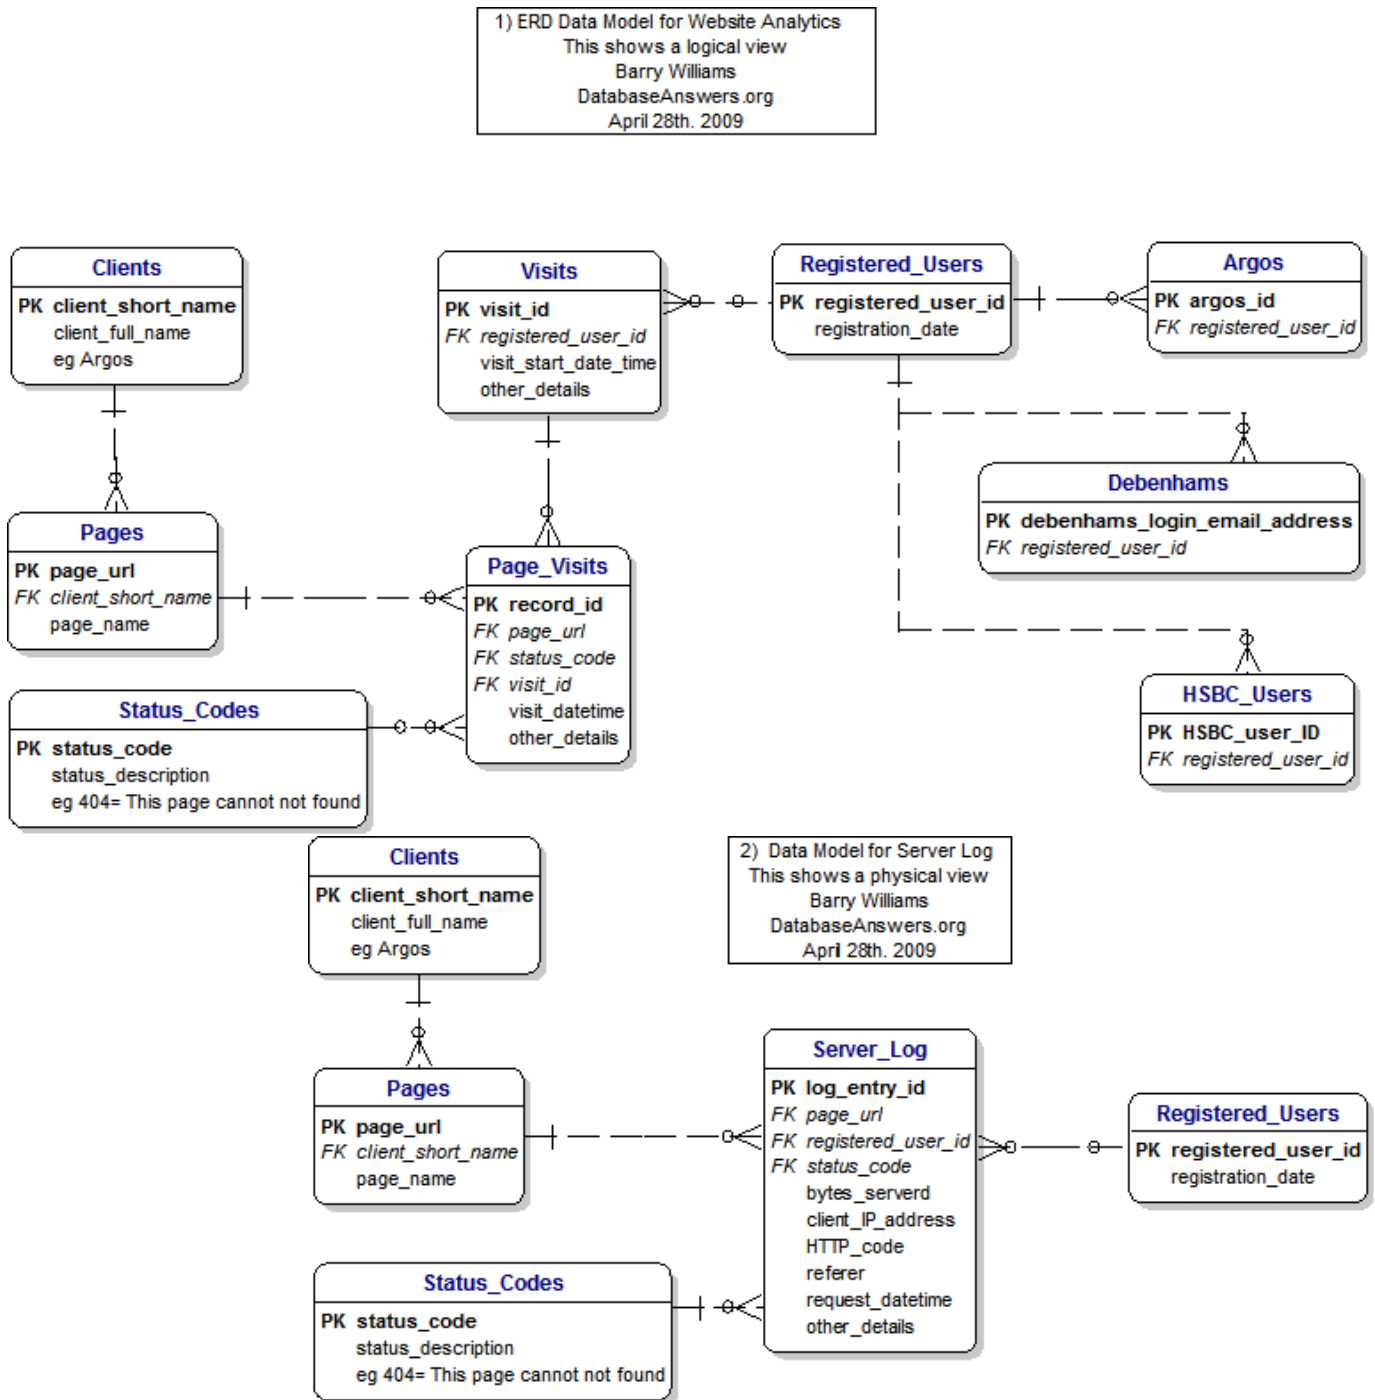 1) ERD Data Model for Website Analytics
This shows a logical view
Barry Williams
DatabaseAnswers.org
April 28th. 2009
Clients
PK client_short_name
client_full_name
eg Argos
Visits
PK visit_id
FK registered_user_id
visit_start_date_time
other_details
Registered_Users
PK registered_user_id
registration_date
Argos
PK argos_id
FK registered_user_id
Debenhams
PK debenhams_login_email_address
FK registered_user_id
Pages
PK page_url
FK client_short_name
page_name
Page_Visits
PK record_id
FK page_url
FK status_code
FK visit_id
visit_datetime
other_details
HSBC_Users
PK HSBC_user_ID
FK registered_user_id
Status_Codes
PK status_code
status_description
eg 404= This page cannot not found
Clients
PK client_short_name
client_full_name
eg Argos
2) Data Model for Server Log
This shows a physical view
Barry Williams
DatabaseAnswers.org
April 28th. 2009
Pages
PK page_url
FK client_short_name
page_name
Server_Log
PK log_entry_id
FK page_url
FK registered_user_id
FK status_code
bytes_serverd
client_IP_address
HTTP_code
referer
request_datetime
other_details
Registered_Users
PK registered_user_id
registration_date
Status_Codes
PK status_code
status_description
eg 404= This page cannot not found